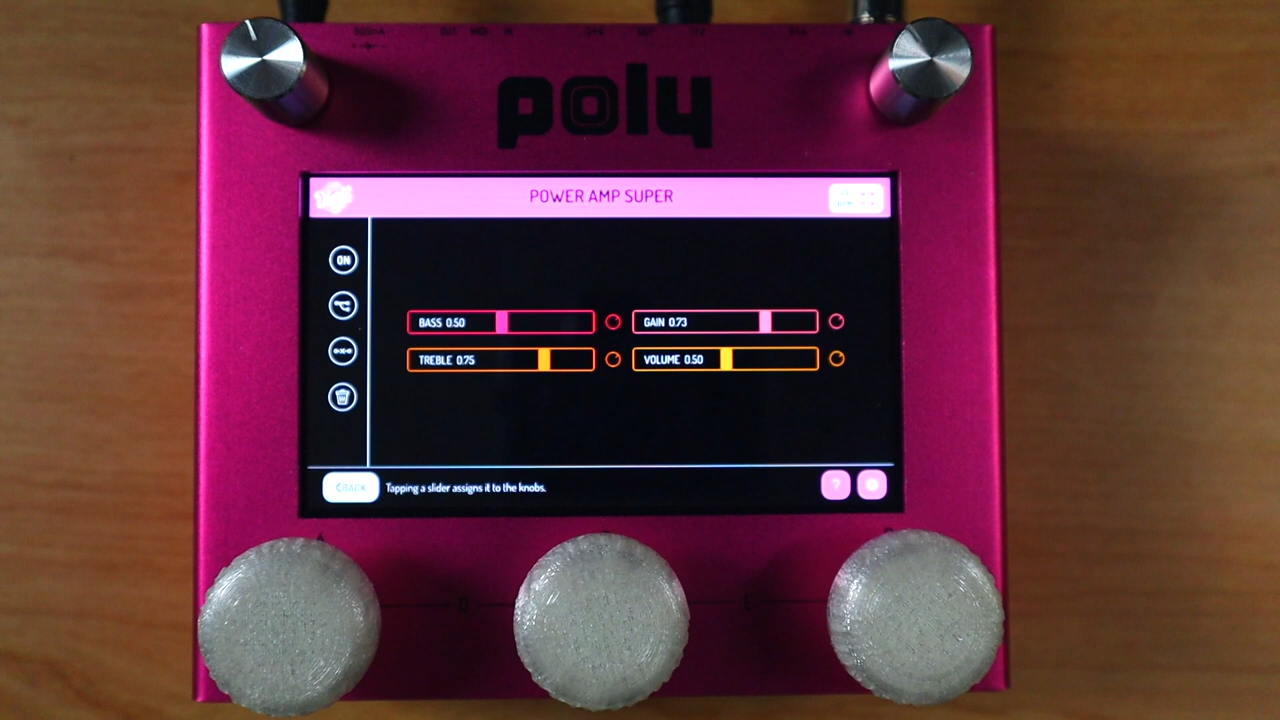 poly
POWER AMP SUPER
ON
BASS 0.50
GAIN 0.73
TREBLE 0.75
VOLUME 0.50
BACK
Tapping a slider assigns it to the knobs.
?